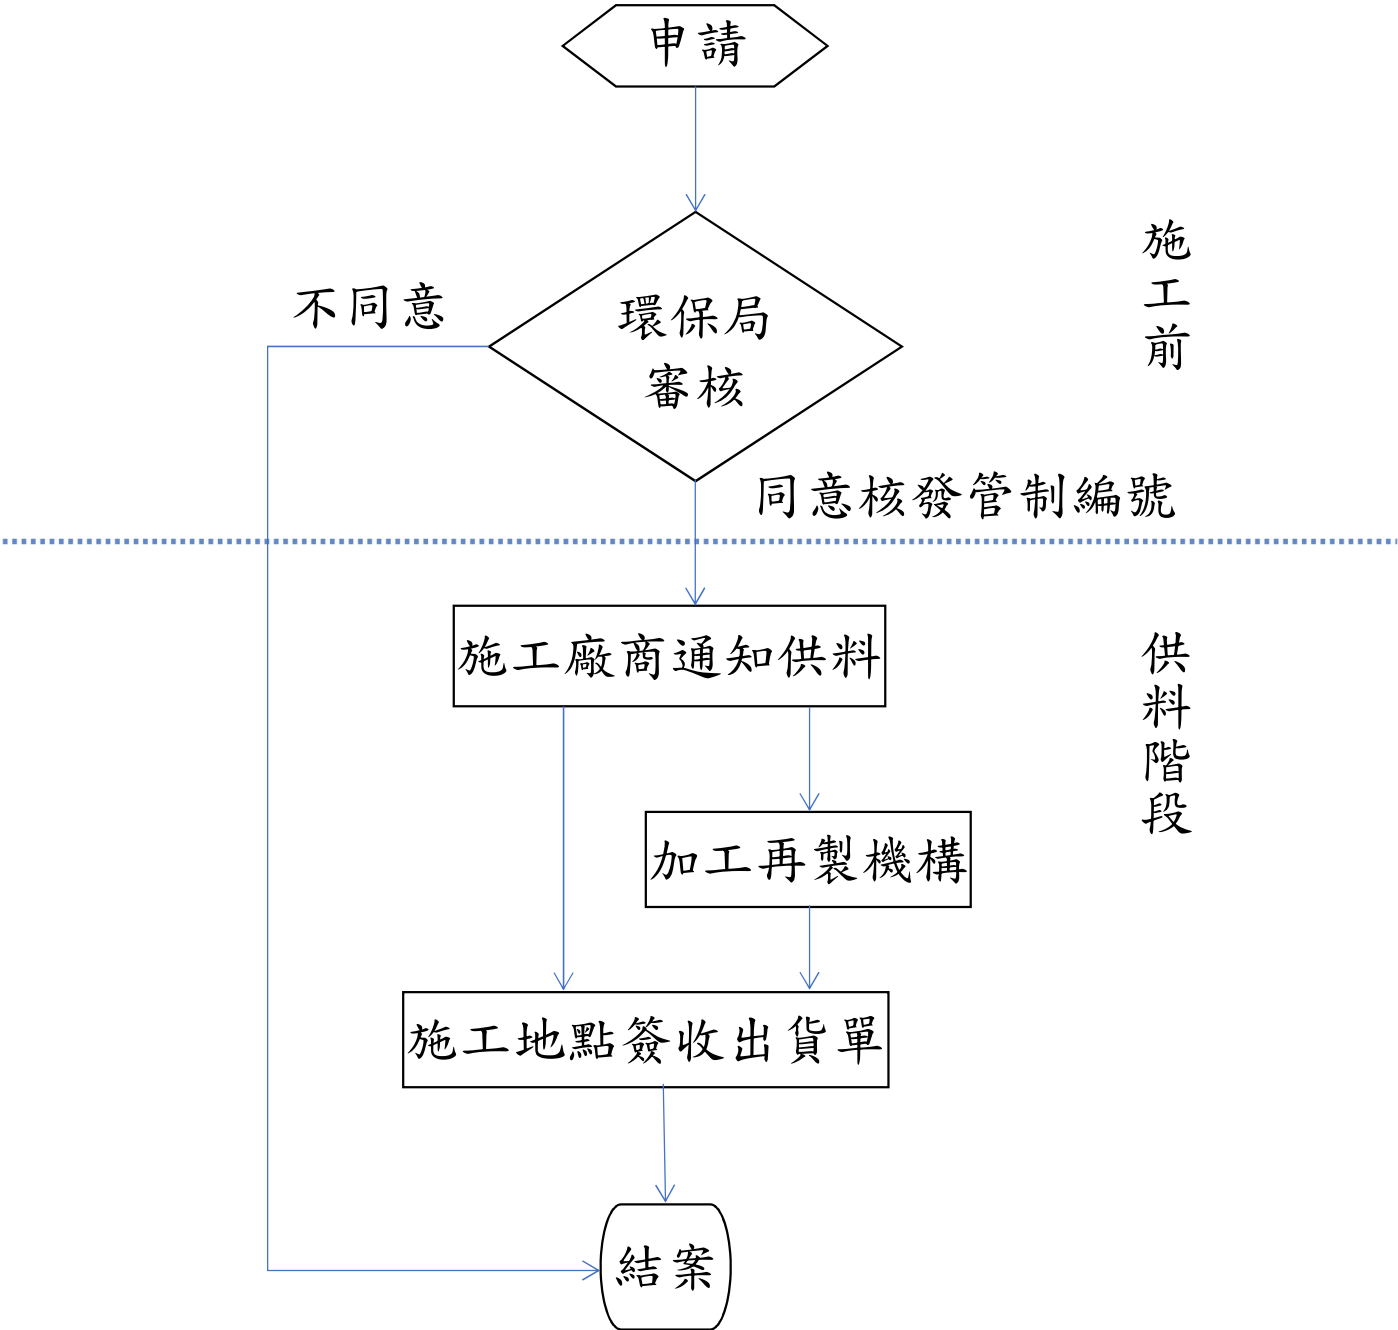 申請
施工前
不同意
環保局
審核
同意核發管制編號
施工廠商通知供料
供料階段
加工再製機構
施工地點簽收出貨單
結案